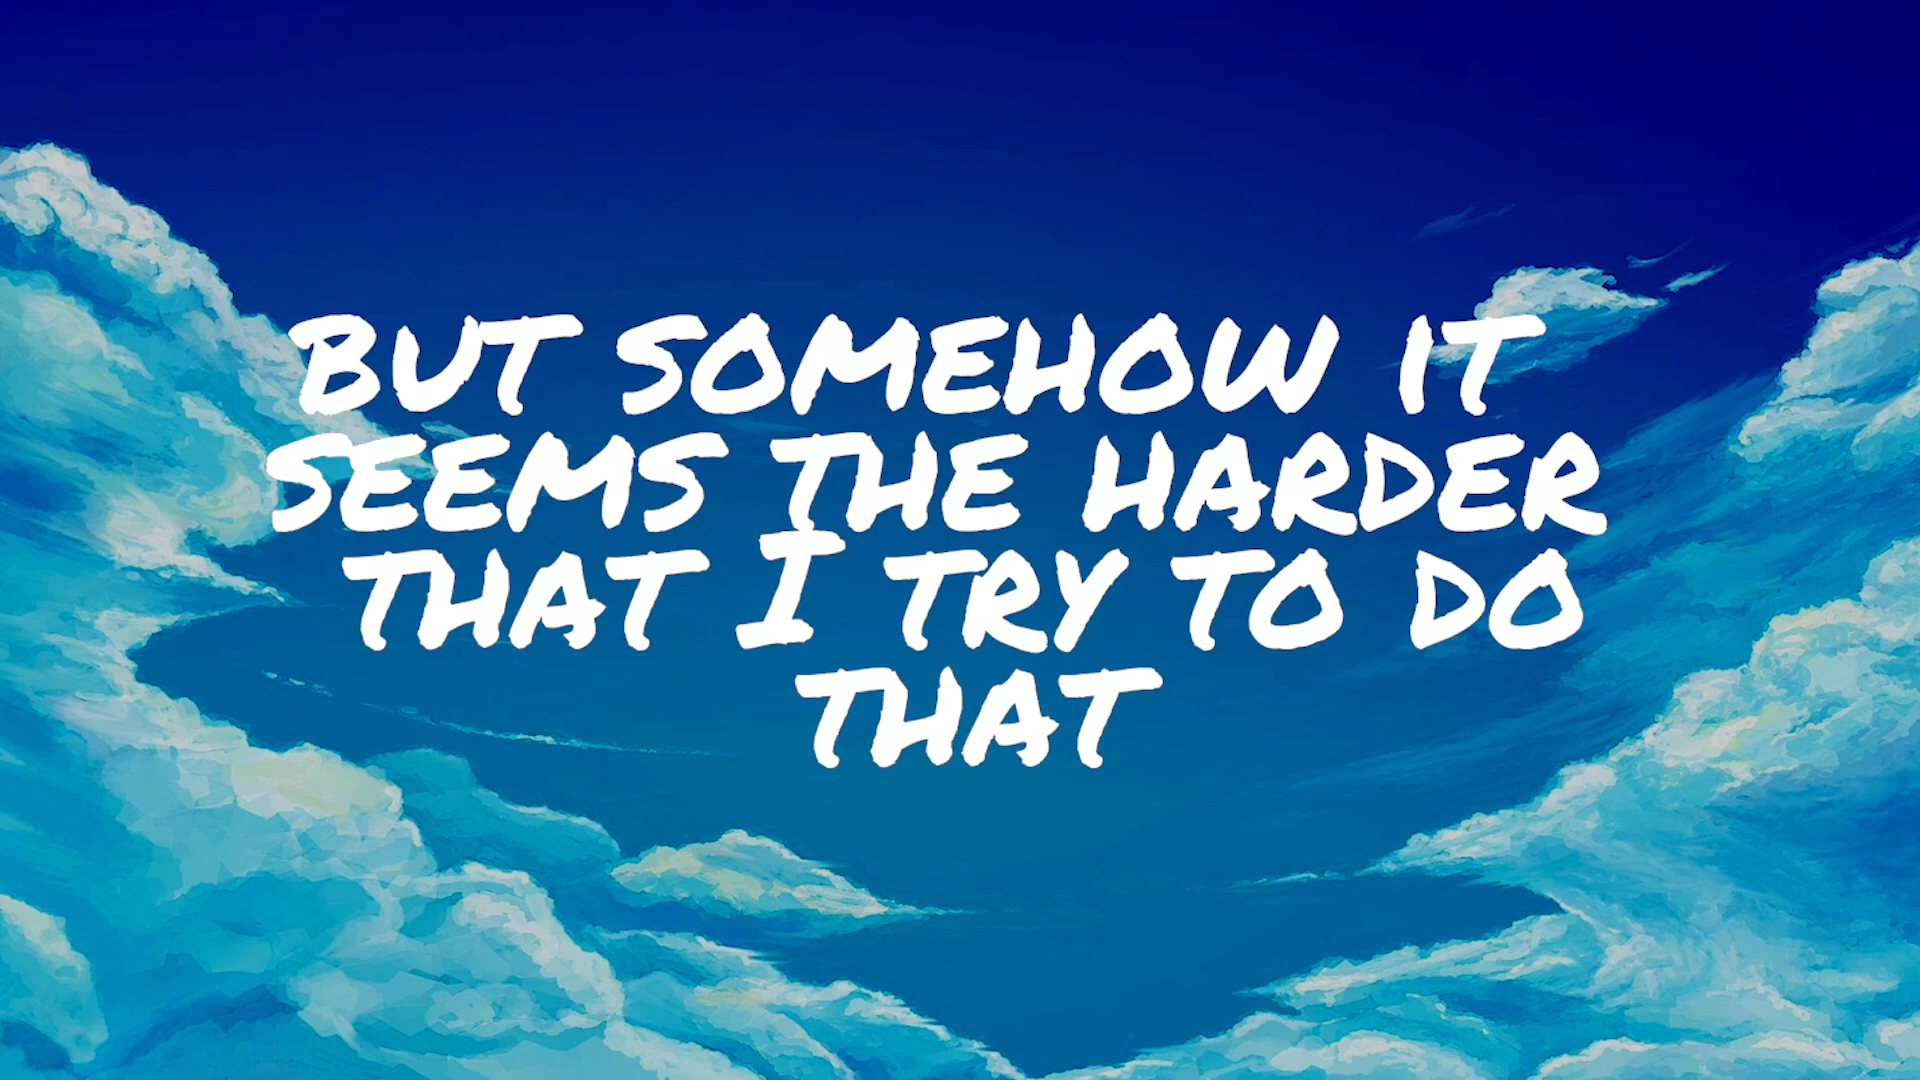 BUT SOMEHOW IT
SEEMS THE HARDER
THAT I TRY TO DO
THAT